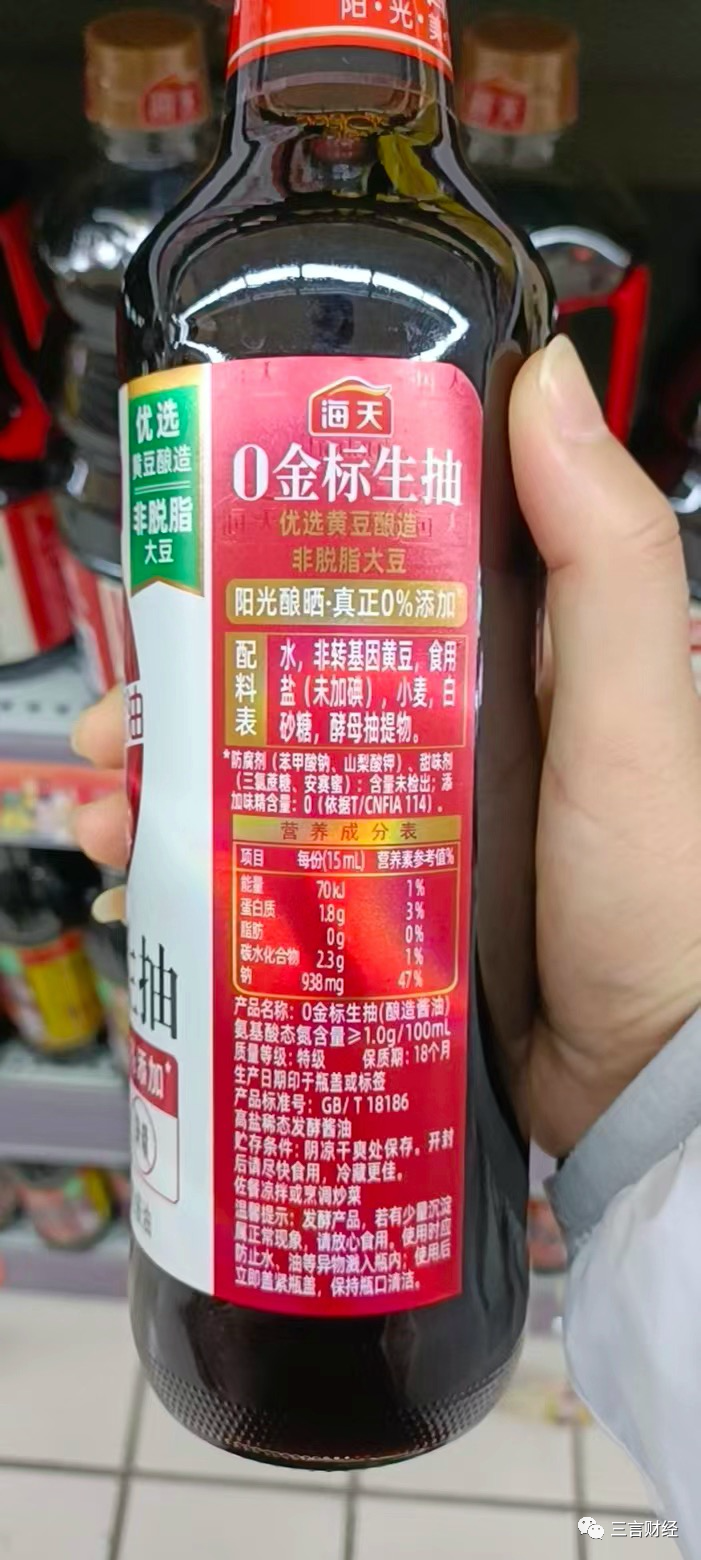 阳·光·美
海天
优选
黄豆酿造
非脱脂
大豆
海天
0金标生抽
优选黄豆酿造
非脱脂大豆
阳光酿晒·真正0%添加*
配料表
水，非转基因黄豆，食用
盐（未加碘），小麦，白
砂糖，酵母抽提物。
*防腐剂（苯甲酸钠、山梨酸钾）、甜味剂
（三氯蔗糖、安赛蜜）：含量未检出；添
加味精含量：0（依据T/CNFIA 114）。
营养成分表
项目 每份(15mL) 营养素参考值%
能量 70kJ 1%
蛋白质 1.8g 3%
脂肪 0g 0%
碳水化合物 2.3g 1%
钠 938mg 47%
产品名称：0金标生抽(酿造酱油)
氨基酸态氮含量≥1.0g/100mL
质量等级：特级 保质期：18个月
生产日期印于瓶盖或标签
产品标准号：GB/T 18186
高盐稀态发酵酱油
贮存条件：阴凉干爽处保存。开封
后请尽快食用，冷藏更佳。
佐餐凉拌或烹调炒菜
温馨提示：发酵产品，若有少量沉淀
属正常现象，请放心食用。使用时应
防止水、油等异物溅入瓶内；使用后
立即盖紧瓶盖，保持瓶口清洁。
油
生抽
添加*
油
三言财经